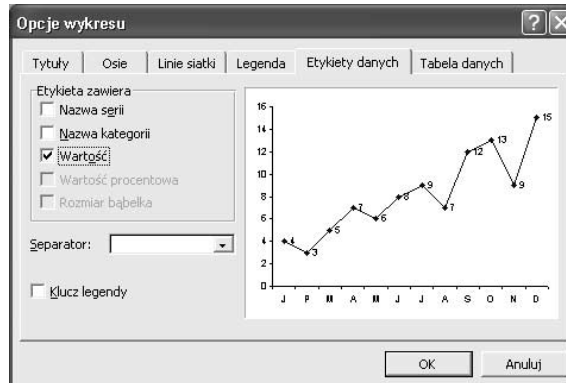 Opcje wykresu
Tytuły
Osie
Linie siatki
Legenda
Etykiety danych
Tabela danych
Etykieta zawiera
Nazwa serii
Nazwa kategorii
Wartość
Wartość procentowa
Rozmiar bąbelka
Separator:
Klucz legendy
16
14
12
10
8
6
4
2
0
4
3
5
7
6
8
9
7
12
13
9
15
J P M A M J J A S O N D
OK
Anuluj